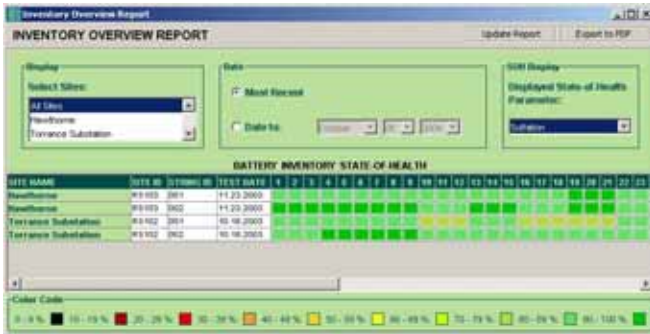 Inventory Overview Report
INVENTORY OVERVIEW REPORT
Update Report
Export to PDF
Display
Select Sites:
All Sites
Hawthorne
Torrance Substation
Date
Most Recent
Date to:
October
SOH Display
Displayed State-of Health
Parameter:
Sulfation
BATTERY INVENTORY STATE-OF-HEALTH
SITE NAME SITE ID STRING ID TEST DATE 1 2 3 4 5 6 7 8 9 10 11 12 13 14 15 16 17 18 19 20 21 22 23
Hawthorne 001 11.23.2003
Hawthorne 002 11.23.2003
Torrance Substation 001 10.16.2003
Torrance Substation 002 10.16.2003
Color Code
0 - 9 % 10 - 19 % 20 - 29 % 30 - 39 % 40 - 49 % 50 - 59 % 60 - 69 % 70 - 79 % 80 - 89 % 90 - 100 %